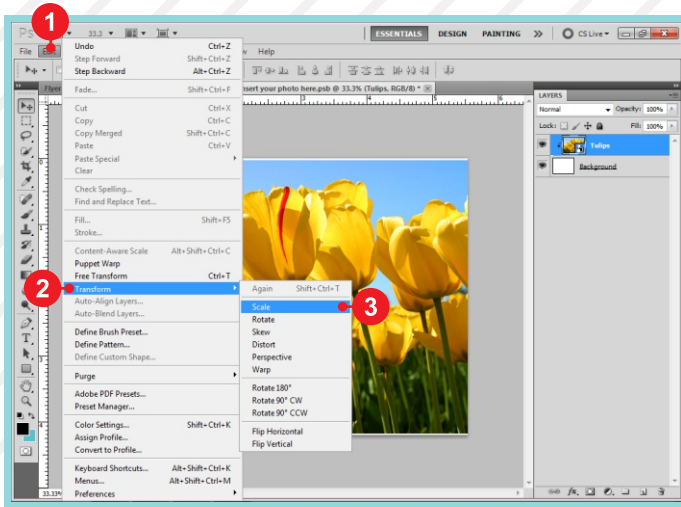 1
Ps
33.3
ESSENTIALS DESIGN PAINTING CS Live
File Help
Flyer nsert your photo here.psb @ 33.3% (Tulips, RGB/8) *
Undo Ctrl+Z
Step Forward Shift+Ctrl+Z
Step Backward Alt+Ctrl+Z
Fade... Shift+Ctrl+F
Cut Ctrl+X
Copy Ctrl+C
Copy Merged Shift+Ctrl+C
Paste Ctrl+V
Paste Special
Clear
Check Spelling...
Find and Replace Text...
Fill... Shift+F5
Stroke...
Content-Aware Scale Alt+Shift+Ctrl+C
Puppet Warp
Free Transform Ctrl+T
2
Transform
Auto-Align Layers...
Auto-Blend Layers...
Define Brush Preset...
Define Pattern...
Define Custom Shape...
Purge
Adobe PDF Presets...
Preset Manager...
Color Settings... Shift+Ctrl+K
Assign Profile...
Convert to Profile...
Keyboard Shortcuts... Alt+Shift+Ctrl+K
Menus... Alt+Shift+Ctrl+M
Preferences
Again Shift+Ctrl+T
Scale
3
Rotate
Skew
Distort
Perspective
Warp
Rotate 180°
Rotate 90° CW
Rotate 90° CCW
Flip Horizontal
Flip Vertical
LAYERS
Normal Opacity: 100%
Lock: Fill: 100%
Tulips
Background
33.33%